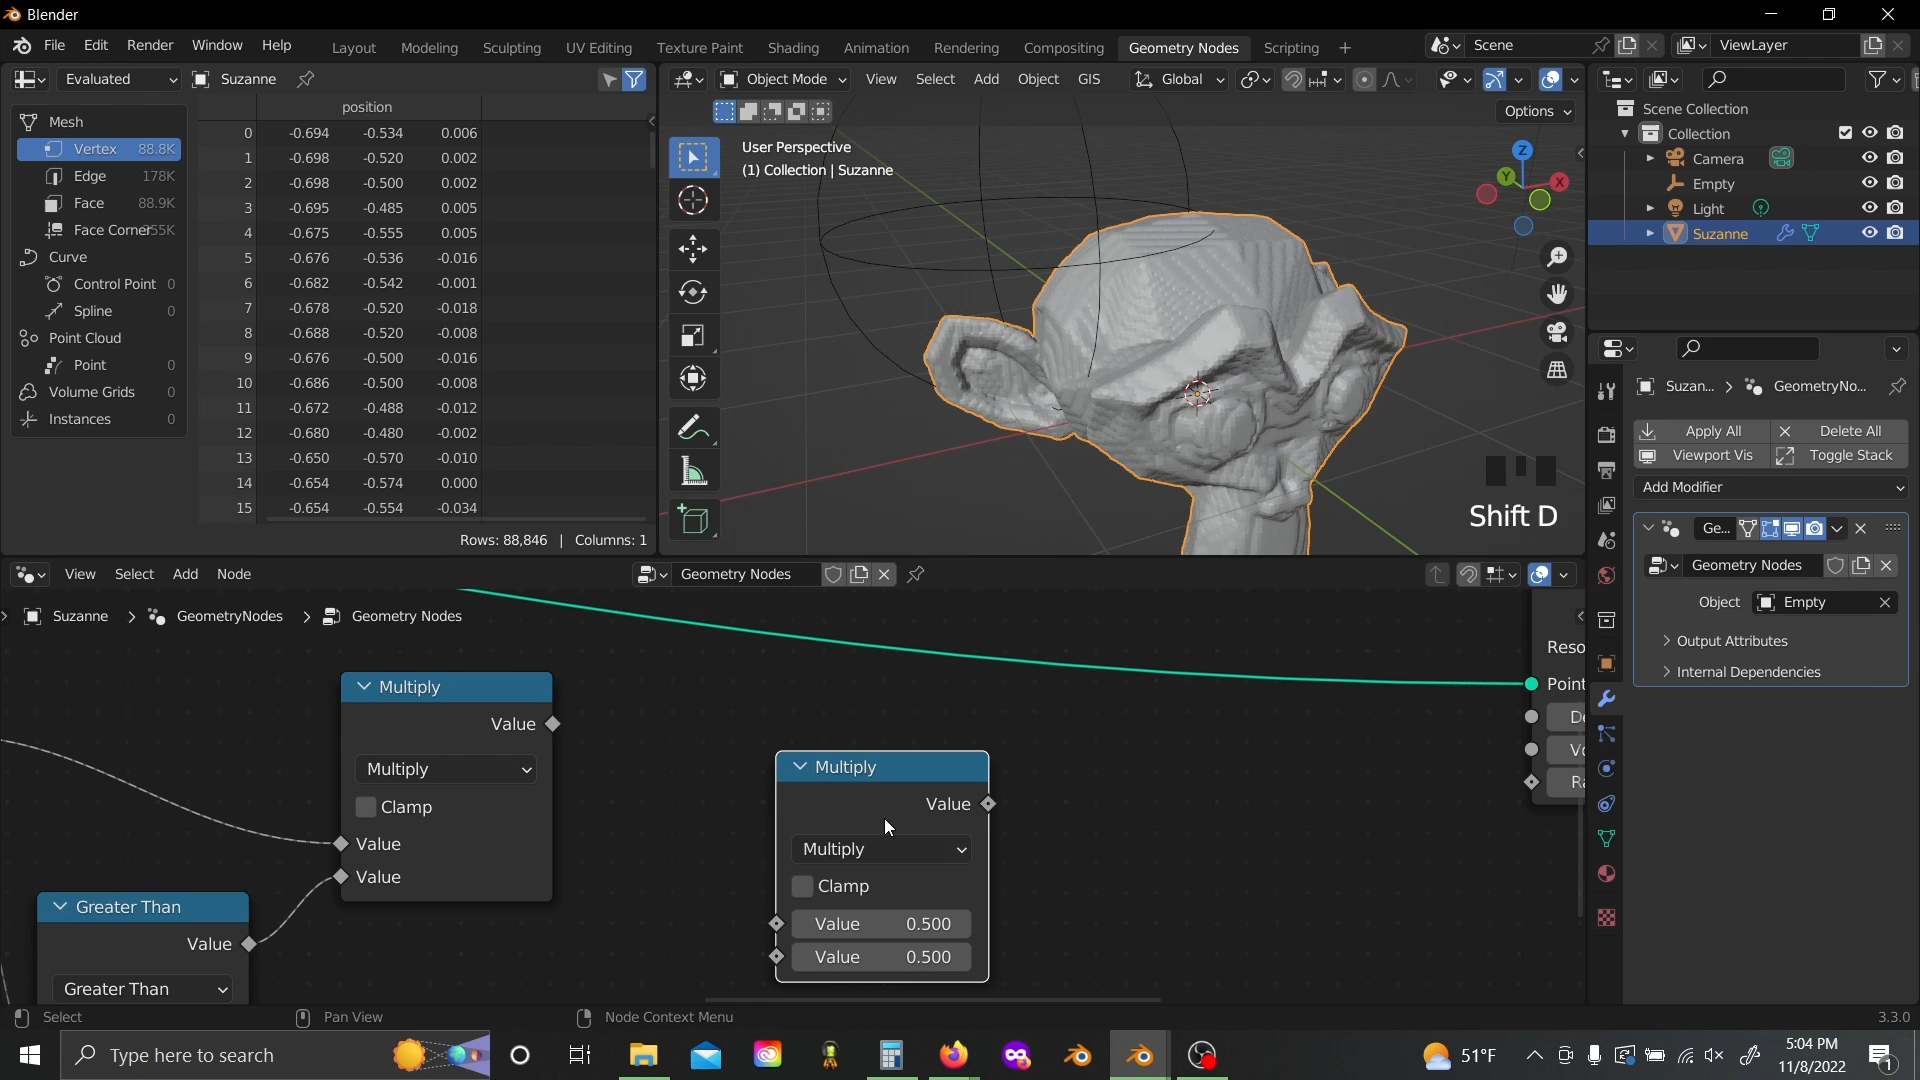 Blender
File Edit Render Window Help Layout Modeling Sculpting UV Editing Texture Paint Shading Animation Rendering Compositing Geometry Nodes Scripting + Scene ViewLayer
Evaluated Suzanne
Object Mode View Select Add Object GIS Global
Options
position
Mesh
Vertex 88.8K
Edge 178K
Face 88.9K
Face Corner 55K
Curve
Control Point 0
Spline 0
Point Cloud
Point 0
Volume Grids 0
Instances 0
0 -0.694 -0.534 0.006
1 -0.698 -0.520 0.002
2 -0.698 -0.500 0.002
3 -0.695 -0.485 0.005
4 -0.675 -0.555 0.005
5 -0.676 -0.536 -0.016
6 -0.682 -0.542 -0.001
7 -0.678 -0.520 -0.018
8 -0.688 -0.520 -0.008
9 -0.676 -0.500 -0.016
10 -0.686 -0.500 -0.008
11 -0.672 -0.488 -0.012
12 -0.680 -0.480 -0.002
13 -0.650 -0.570 -0.010
14 -0.654 -0.574 0.000
15 -0.654 -0.554 -0.034
Rows: 88,846 | Columns: 1
User Perspective
(1) Collection | Suzanne
Z
Y
X
Shift D
Scene Collection
Collection
Camera
Empty
Light
Suzanne
Suzan... > GeometryNo...
Apply All Delete All
Viewport Vis Toggle Stack
Add Modifier
Ge...
Geometry Nodes
Object Empty
Output Attributes
Internal Dependencies
View Select Add Node Geometry Nodes
Suzanne > GeometryNodes > Geometry Nodes
Multiply
Value
Multiply
Clamp
Value
Value
Greater Than
Value
Greater Than
Multiply
Value
Multiply
Clamp
Value 0.500
Value 0.500
Reso
Point
De
Vo
Ra
Select Pan View Node Context Menu 3.3.0
Type here to search
51°F
5:04 PM
11/8/2022
1